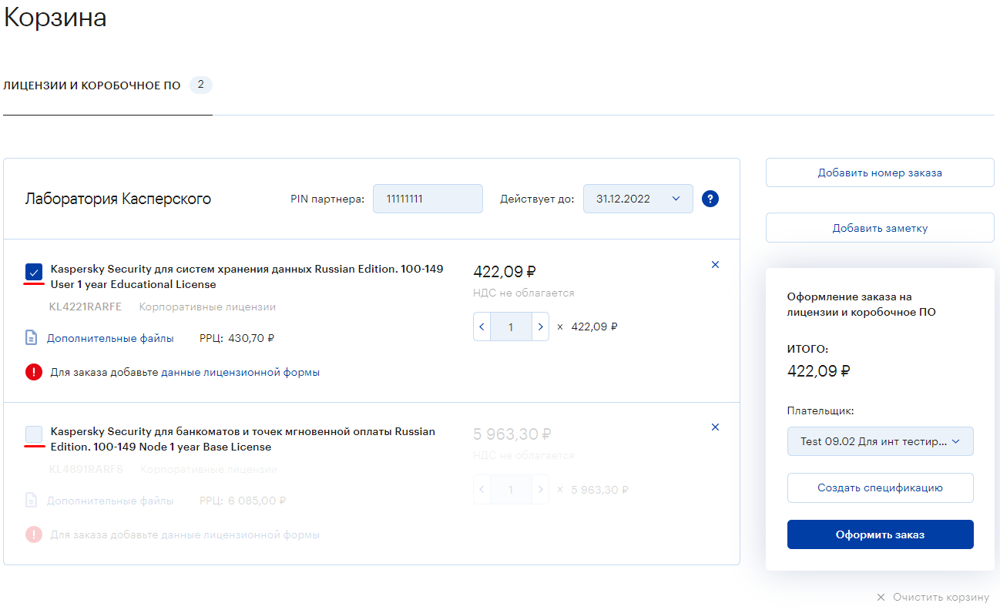 Корзина
ЛИЦЕНЗИИ И КОРОБОЧНОЕ ПО 2
Лаборатория Касперского
PIN партнера: 11111111
Действует до: 31.12.2022
?
Kaspersky Security для систем хранения данных Russian Edition. 100-149
User 1 year Educational License
KL4221RARFE Корпоративные лицензии
Дополнительные файлы РРЦ: 430,70 ₽
! Для заказа добавьте данные лицензионной формы
422,09 ₽
НДС не облагается
1 × 422,09 ₽
Kaspersky Security для банкоматов и точек мгновенной оплаты Russian
Edition. 100-149 Node 1 year Base License
KL4891RARFS Корпоративные лицензии
Дополнительные файлы РРЦ: 6 085,00 ₽
! Для заказа добавьте данные лицензионной формы
5 963,30 ₽
НДС не облагается
1 × 5 963,30 ₽
Добавить номер заказа
Добавить заметку
Оформление заказа на
лицензии и коробочное ПО
ИТОГО:
422,09 ₽
Плательщик:
Test 09.02 Для инт тестир...
Создать спецификацию
Оформить заказ
Очистить корзину